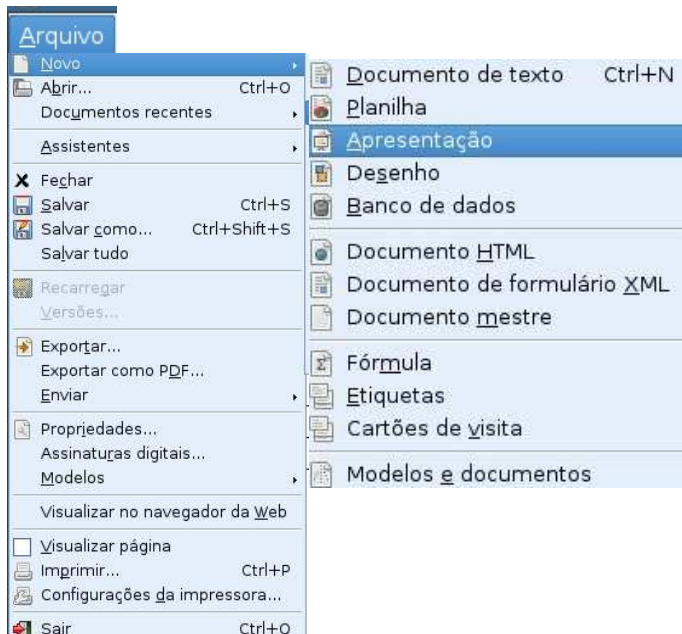 Arquivo
Novo
Abrir... Ctrl+O
Documentos recentes
Assistentes
Fechar
Salvar Ctrl+S
Salvar como... Ctrl+Shift+S
Salvar tudo
Recarregar
Versões...
Exportar...
Exportar como PDF...
Enviar
Propriedades...
Assinaturas digitais...
Modelos
Visualizar no navegador da Web
Visualizar página
Imprimir... Ctrl+P
Configurações da impressora...
Sair Ctrl+Q
Documento de texto Ctrl+N
Planilha
Apresentação
Desenho
Banco de dados
Documento HTML
Documento de formulário XML
Documento mestre
Fórmula
Etiquetas
Cartões de visita
Modelos e documentos